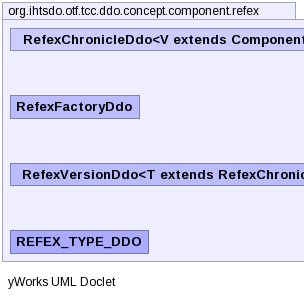 org.ihtsdo.otf.tcc.ddo.concept.component.refex
RefexChronicleDdo<V extends Component
RefexFactoryDdo
RefexVersionDdo<T extends RefexChronic
REFEX_TYPE_DDO
yWorks UML Doclet